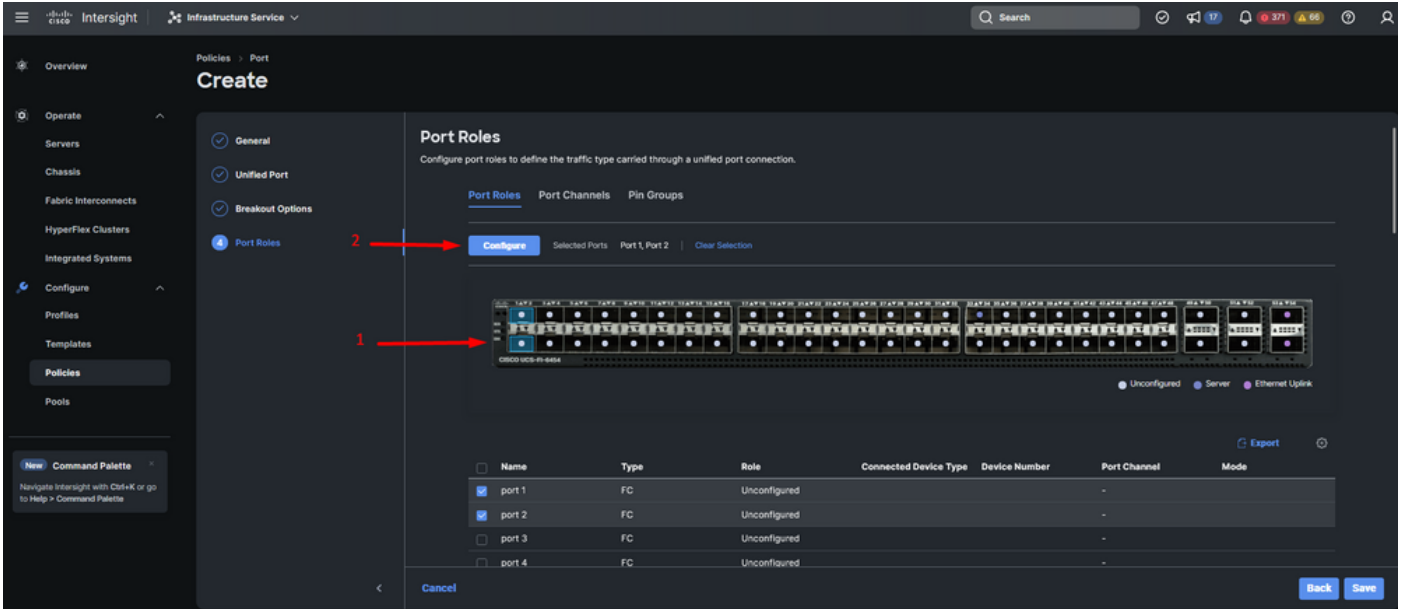 cisco Intersight
Infrastructure Service
Search
17
371
66
Overview
Operate
Servers
Chassis
Fabric Interconnects
HyperFlex Clusters
Integrated Systems
Configure
Profiles
Templates
Policies
Pools
New Command Palette
Navigate Intersight with Ctrl+K or go
to Help > Command Palette
Policies > Port
Create
General
Unified Port
Breakout Options
4 Port Roles
Port Roles
Configure port roles to define the traffic type carried through a unified port connection.
Port Roles Port Channels Pin Groups
2
Configure Selected Ports Port 1, Port 2 | Clear Selection
1
CISCO UCS-FI-6454
Unconfigured Server Ethernet Uplink
Export
Name Type Role Connected Device Type Device Number Port Channel Mode
port 1 FC Unconfigured -
port 2 FC Unconfigured -
port 3 FC Unconfigured -
port 4 FC Unconfigured -
Cancel
Back Save